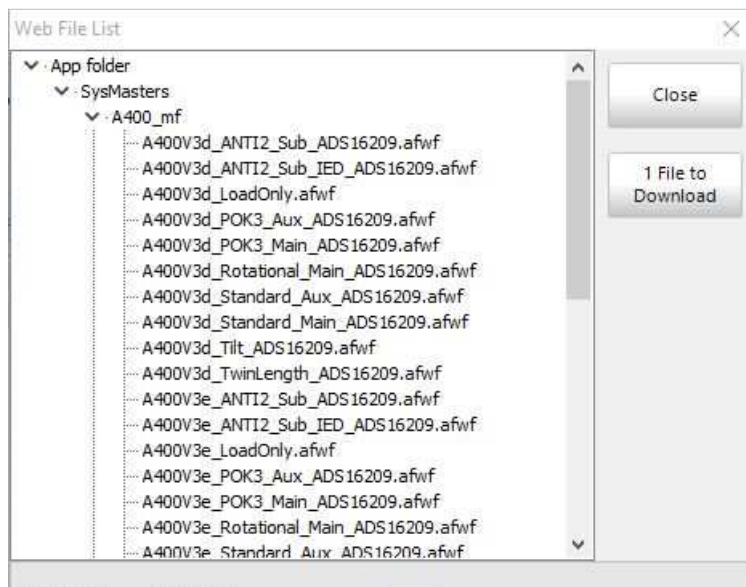 Web File List
App folder
SysMasters
A400_mf
A400V3d_ANTI2_Sub_ADS16209.afwf
A400V3d_ANTI2_Sub_IED_ADS16209.afwf
A400V3d_LoadOnly.afwf
A400V3d_POK3_Aux_ADS16209.afwf
A400V3d_POK3_Main_ADS16209.afwf
A400V3d_Rotational_Main_ADS16209.afwf
A400V3d_Standard_Aux_ADS16209.afwf
A400V3d_Standard_Main_ADS16209.afwf
A400V3d_Tilt_ADS16209.afwf
A400V3d_TwinLength_ADS16209.afwf
A400V3e_ANTI2_Sub_ADS16209.afwf
A400V3e_ANTI2_Sub_IED_ADS16209.afwf
A400V3e_LoadOnly.afwf
A400V3e_POK3_Aux_ADS16209.afwf
A400V3e_POK3_Main_ADS16209.afwf
A400V3e_Rotational_Main_ADS16209.afwf
A400V3e_Standard_Aux_ADS16209.afwf
Close
1 File to
Download